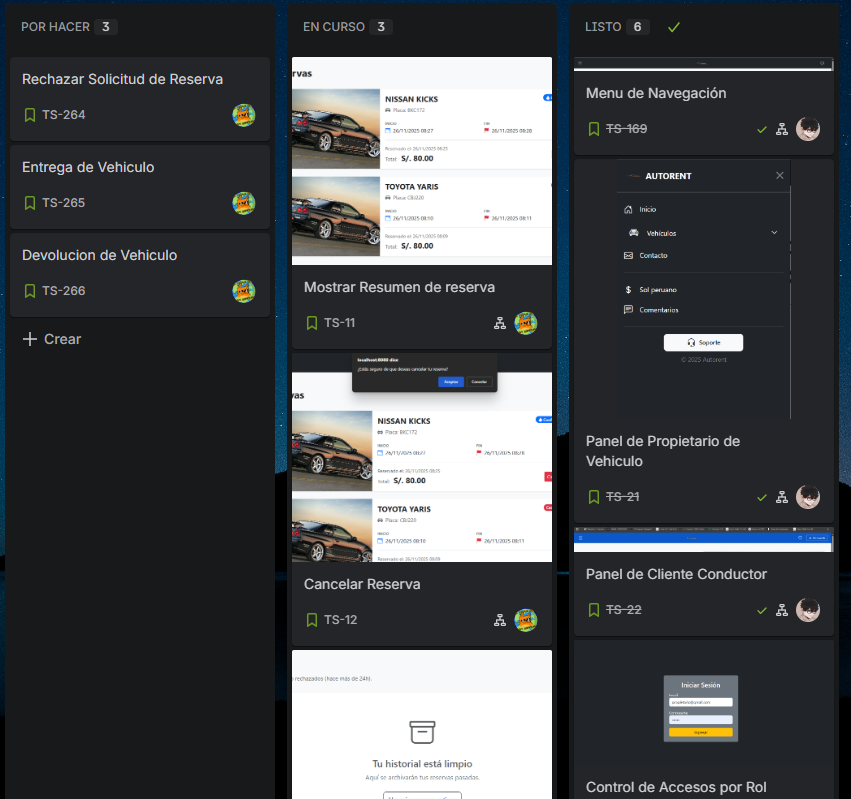 POR HACER 3
Rechazar Solicitud de Reserva
TS-264
Entrega de Vehiculo
TS-265
Devolucion de Vehiculo
TS-266
Crear
EN CURSO 3
rvas
NISSAN KICKS
Placa: BKC172
INICIO FIN
26/11/2025 08:27 26/11/2025 08:28
Reservado el: 26/11/2025 08:25
Total: S/. 80.00
TOYOTA YARIS
Placa: CBJ220
INICIO FIN
26/11/2025 08:10 26/11/2025 08:11
Reservado el: 26/11/2025 08:09
Total: S/. 80.00
Mostrar Resumen de reserva
TS-11
localhost:8080 dice
¿Estás seguro de que deseas cancelar tu reserva?
Aceptar Cancelar
vas
NISSAN KICKS
Placa: BKC172
INICIO FIN
26/11/2025 08:27 26/11/2025 08:28
Reservado el: 26/11/2025 08:25
Total: S/. 80.00
TOYOTA YARIS
Placa: CBJ220
INICIO FIN
26/11/2025 08:10 26/11/2025 08:11
Reservado el: 26/11/2025 08:09
Cancelar Reserva
TS-12
rechazados (hace más de 24h).
Tu historial está limpio
Aquí se archivarán tus reservas pasadas.
LISTO 6
Menu de Navegación
TS-169
AUTORENT
Inicio
Vehículos
Contacto
Sol peruano
Comentarios
Soporte
© 2025 Autorent
Panel de Propietario de
Vehiculo
TS-21
Panel de Cliente Conductor
TS-22
Iniciar Sesión
Control de Accesos por Rol